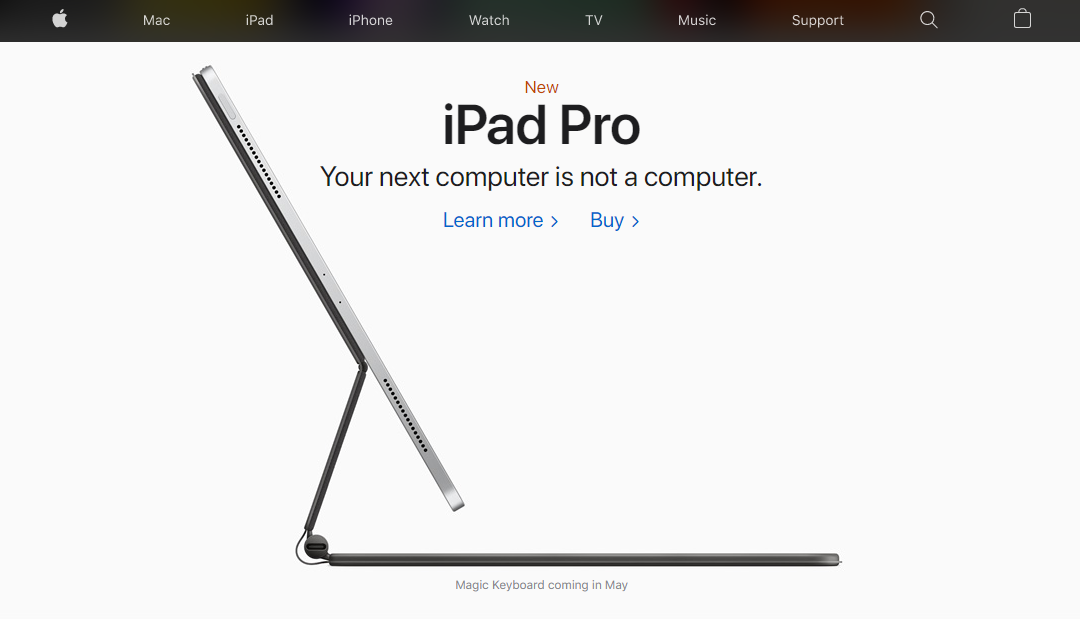 Mac iPad iPhone Watch TV Music Support
New
iPad Pro
Your next computer is not a computer.
Learn more > Buy >
Magic Keyboard coming in May